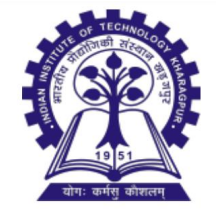 INDIAN INSTITUTE OF TECHNOLOGY KHARAGPUR
भारतीय प्रौद्योगिकी संस्थान खड़गपुर
1951
योगः कर्मसु कौशलम्